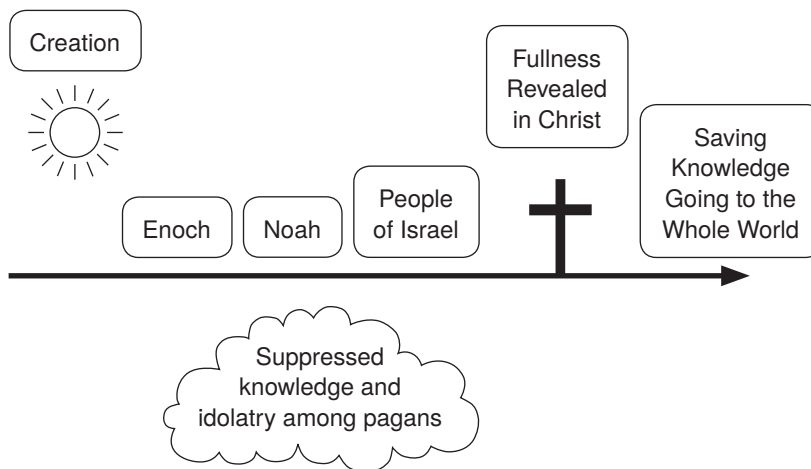 Creation
Fullness
Revealed
in Christ
Saving
Knowledge
Going to the
Whole World
People
of Israel
Enoch
Noah
Suppressed
knowledge and
idolatry among pagans